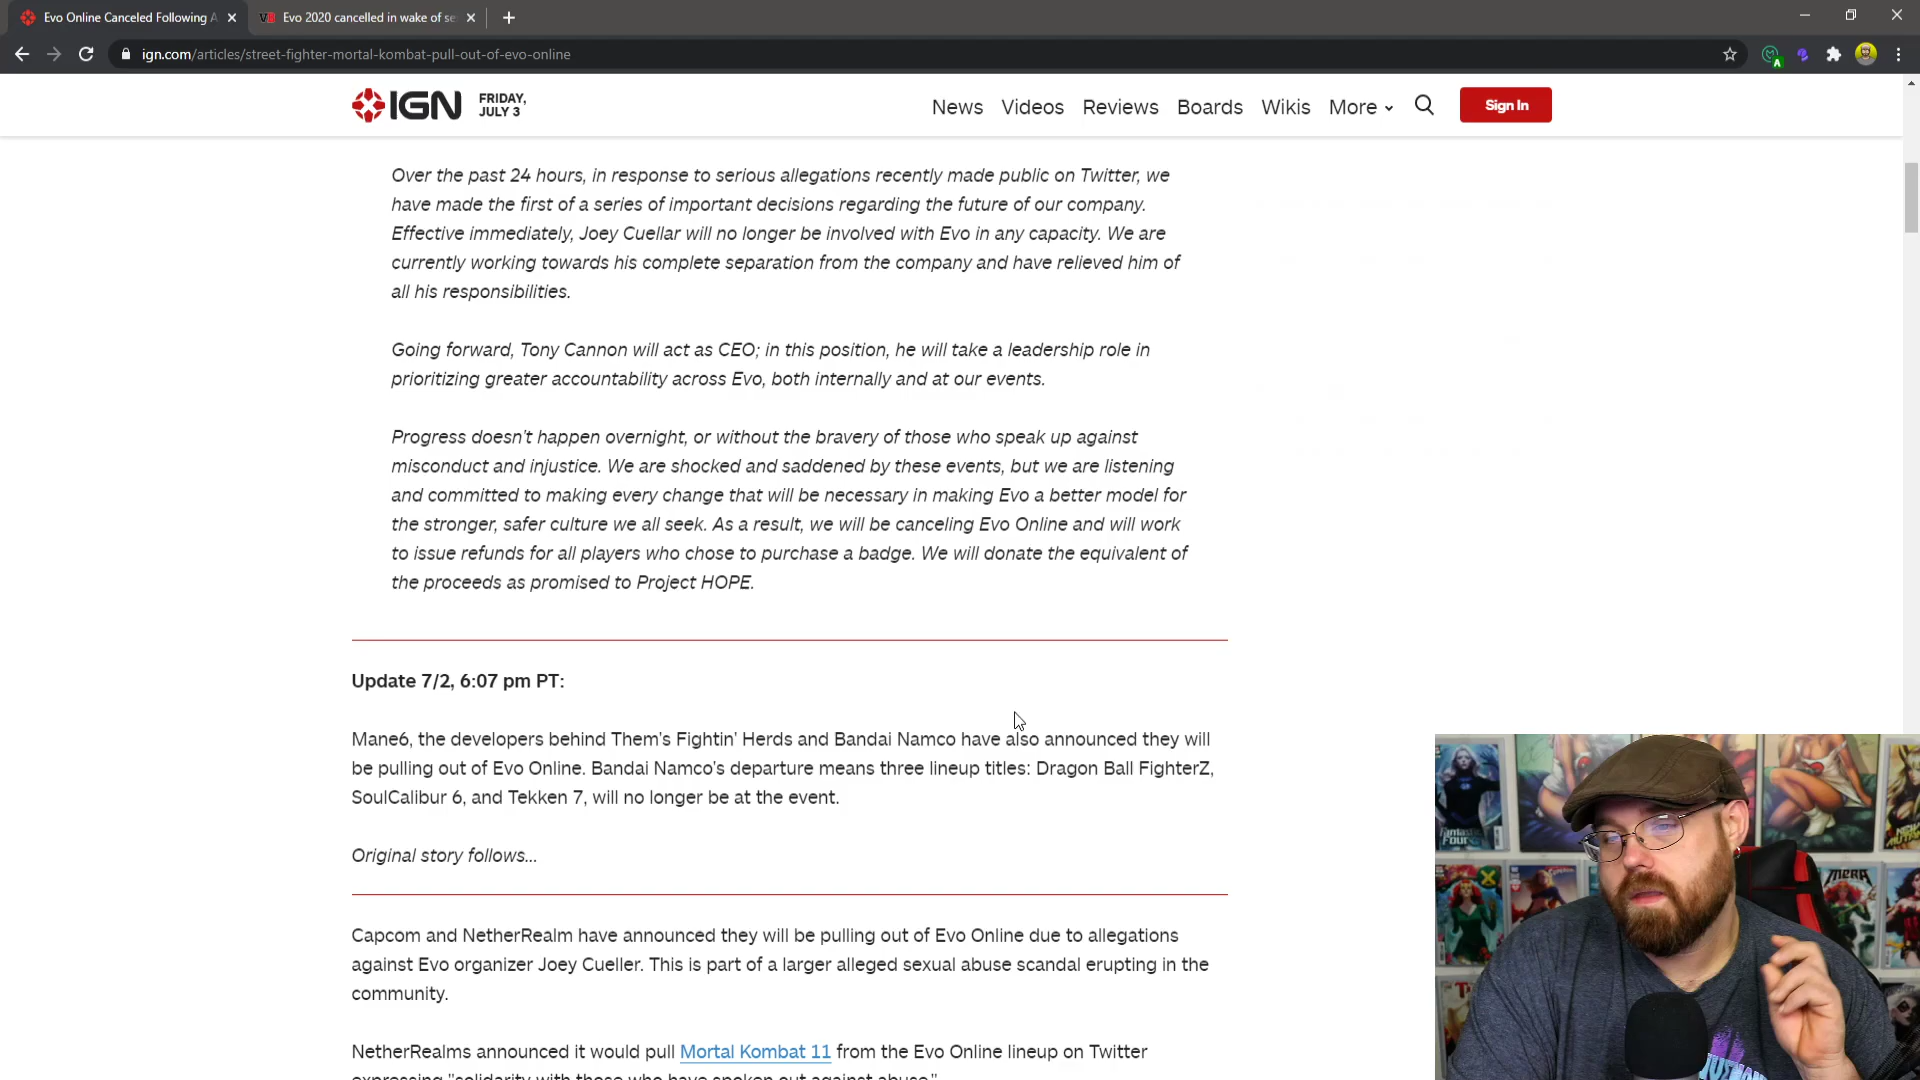 Evo Online Canceled Following A
Evo 2020 cancelled in wake of se
ign.com/articles/street-fighter-mortal-kombat-pull-out-of-evo-online
IGN
FRIDAY,
JULY 3
News Videos Reviews Boards Wikis More
Sign In
Over the past 24 hours, in response to serious allegations recently made public on Twitter, we
have made the first of a series of important decisions regarding the future of our company.
Effective immediately, Joey Cuellar will no longer be involved with Evo in any capacity. We are
currently working towards his complete separation from the company and have relieved him of
all his responsibilities.
Going forward, Tony Cannon will act as CEO; in this position, he will take a leadership role in
prioritizing greater accountability across Evo, both internally and at our events.
Progress doesn't happen overnight, or without the bravery of those who speak up against
misconduct and injustice. We are shocked and saddened by these events, but we are listening
and committed to making every change that will be necessary in making Evo a better model for
the stronger, safer culture we all seek. As a result, we will be canceling Evo Online and will work
to issue refunds for all players who chose to purchase a badge. We will donate the equivalent of
the proceeds as promised to Project HOPE.
Update 7/2, 6:07 pm PT:
Mane6, the developers behind Them's Fightin' Herds and Bandai Namco have also announced they will
be pulling out of Evo Online. Bandai Namco's departure means three lineup titles: Dragon Ball FighterZ,
SoulCalibur 6, and Tekken 7, will no longer be at the event.
Original story follows...
Capcom and NetherRealm have announced they will be pulling out of Evo Online due to allegations
against Evo organizer Joey Cueller. This is part of a larger alleged sexual abuse scandal erupting in the
community.
NetherRealms announced it would pull Mortal Kombat 11 from the Evo Online lineup on Twitter
expressing "solidarity with those who have spoken out against abuse."
FANTASTIC
FOUR
MERA